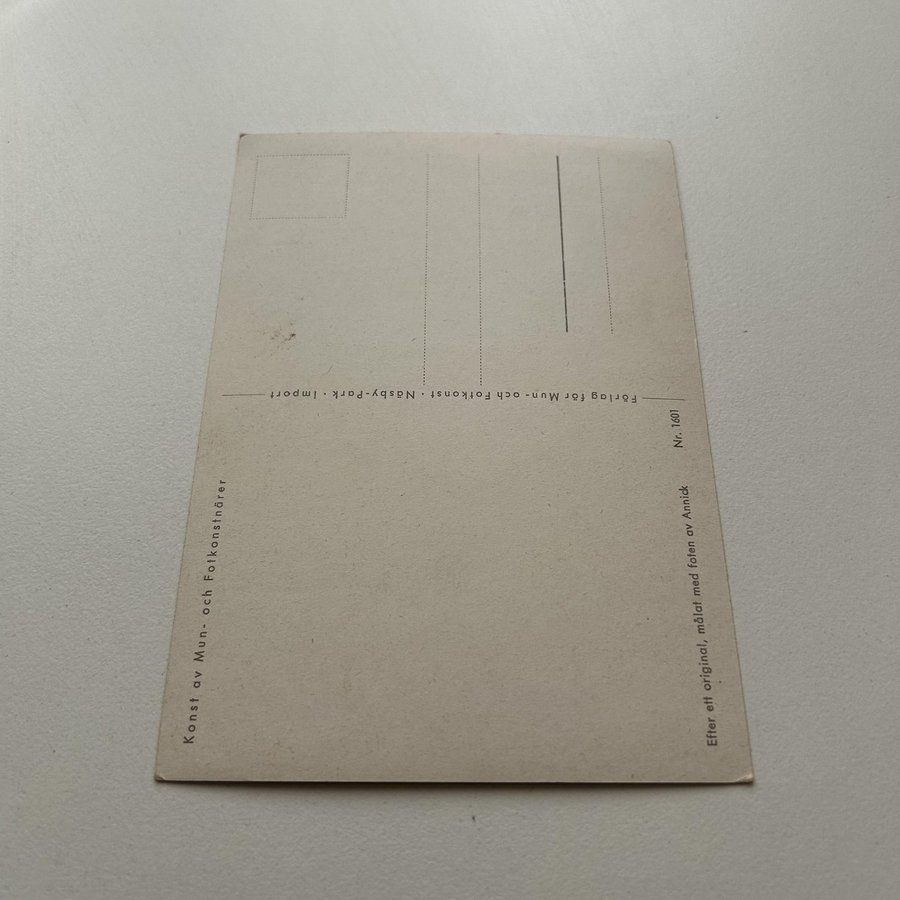 Konst av Mun- och Fotkonstnärer
Förlag för Mun- och Fotkonst · Näsby-Park · Import
Efter ett original, målat med foten av Annick
Nr. 1601